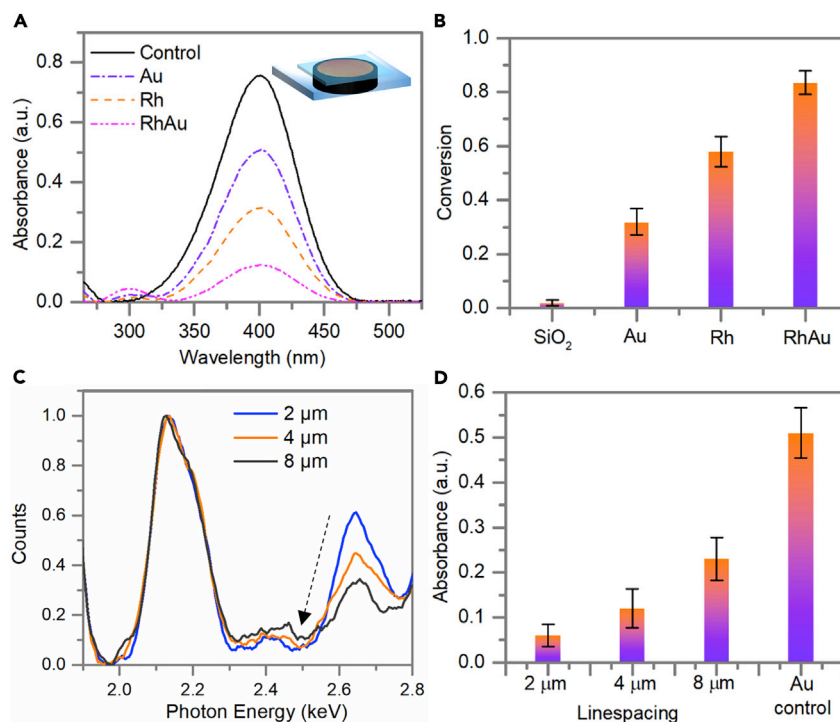 A
Absorbance (a.u.)
0.8
0.6
0.4
0.2
0.0
Control
Au
Rh
RhAu
300 350 400 450 500
Wavelength (nm)
B
Conversion
1.0
0.8
0.6
0.4
0.2
0.0
SiO₂ Au Rh RhAu
C
Counts
1.0
0.8
0.6
0.4
0.2
0.0
2 µm
4 µm
8 µm
2.0 2.2 2.4 2.6 2.8
Photon Energy (keV)
D
Absorbance (a.u.)
0.6
0.5
0.4
0.3
0.2
0.1
0.0
2 µm 4 µm 8 µm Au
Linespacing control